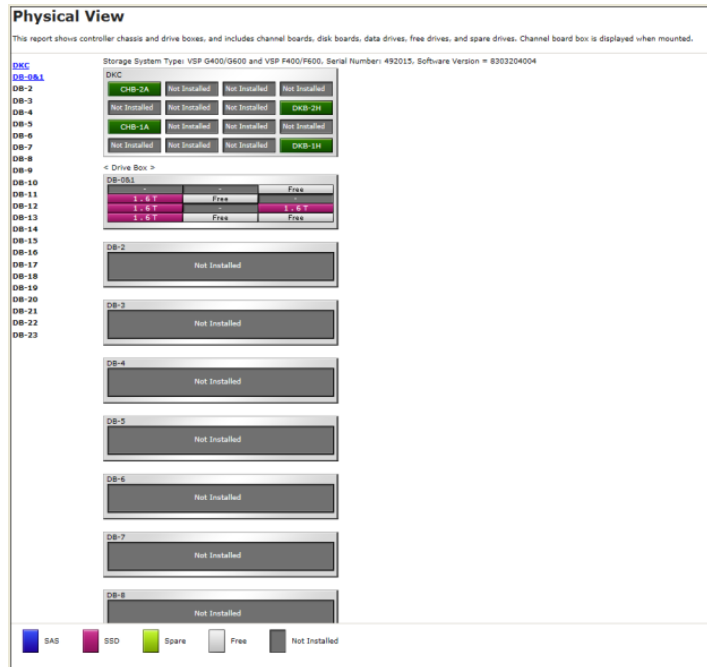 Physical View
This report shows controller chassis and drive boxes, and includes channel boards, disk boards, data drives, free drives, and spare drives. Channel board box is displayed when mounted.
DKC
DB-0&1
DB-2
DB-3
DB-4
DB-5
DB-6
DB-7
DB-8
DB-9
DB-10
DB-11
DB-12
DB-13
DB-14
DB-15
DB-16
DB-17
DB-18
DB-19
DB-20
DB-21
DB-22
DB-23
Storage System Type: VSP G400/G600 and VSP F400/F600, Serial Number: 492015, Software Version = 8303204004
DKC
CHB-2A Not Installed Not Installed Not Installed
Not Installed Not Installed Not Installed DKB-2H
CHB-1A Not Installed Not Installed Not Installed
Not Installed Not Installed Not Installed DKB-1H
< Drive Box >
DB-0&1
- - Free
1.6T Free -
1.6T - 1.6T
1.6T Free Free
DB-2
Not Installed
DB-3
Not Installed
DB-4
Not Installed
DB-5
Not Installed
DB-6
Not Installed
DB-7
Not Installed
DB-8
Not Installed
SAS SSD Spare Free Not Installed